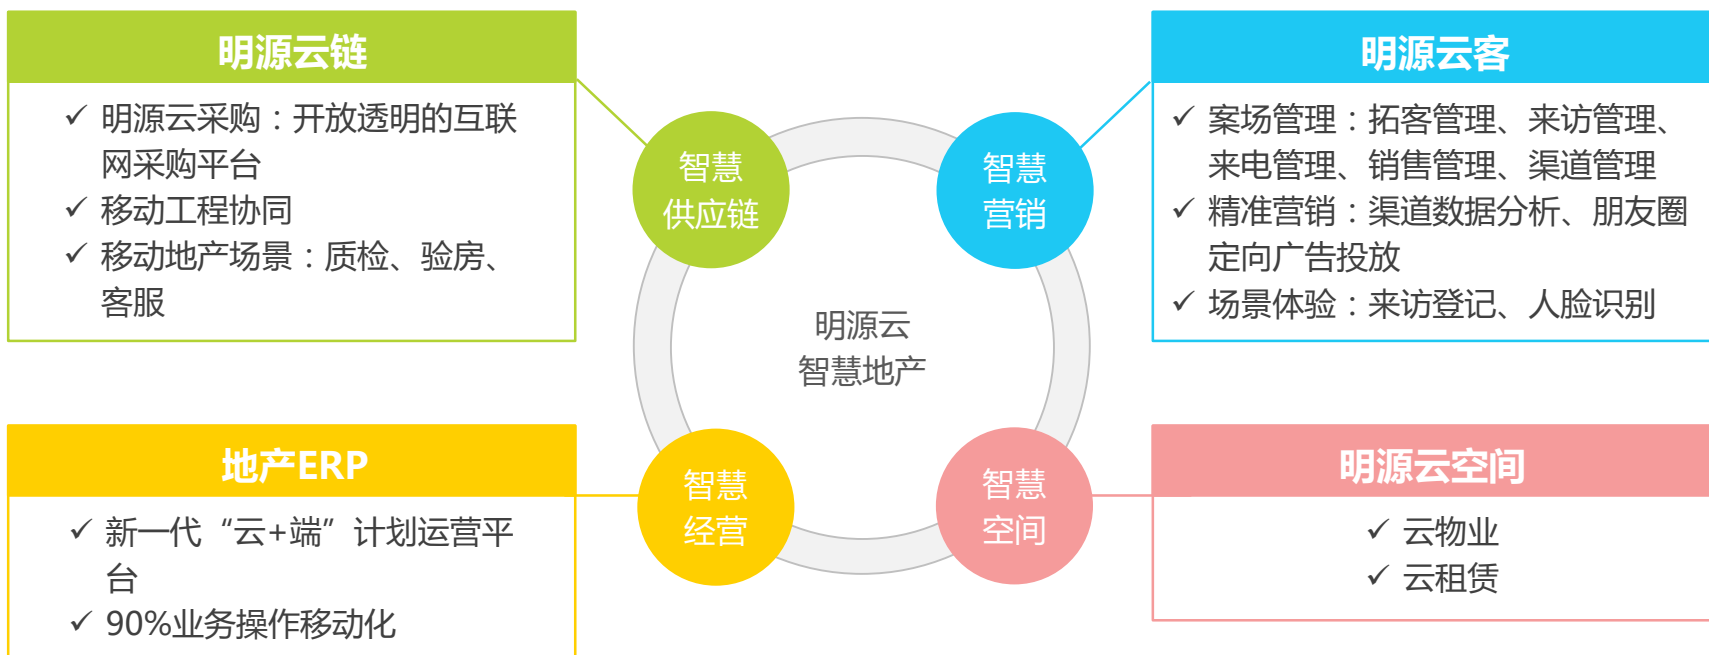 明源云链
✓ 明源云采购：开放透明的互联
网采购平台
✓ 移动工程协同
✓ 移动地产场景：质检、验房、
客服
智慧
供应链
智慧
营销
明源云客
✓ 案场管理：拓客管理、来访管理、
来电管理、销售管理、渠道管理
✓ 精准营销：渠道数据分析、朋友圈
定向广告投放
✓ 场景体验：来访登记、人脸识别
明源云
智慧地产
地产ERP
✓ 新一代“云+端”计划运营平
台
✓ 90%业务操作移动化
智慧
经营
智慧
空间
明源云空间
✓ 云物业
✓ 云租赁